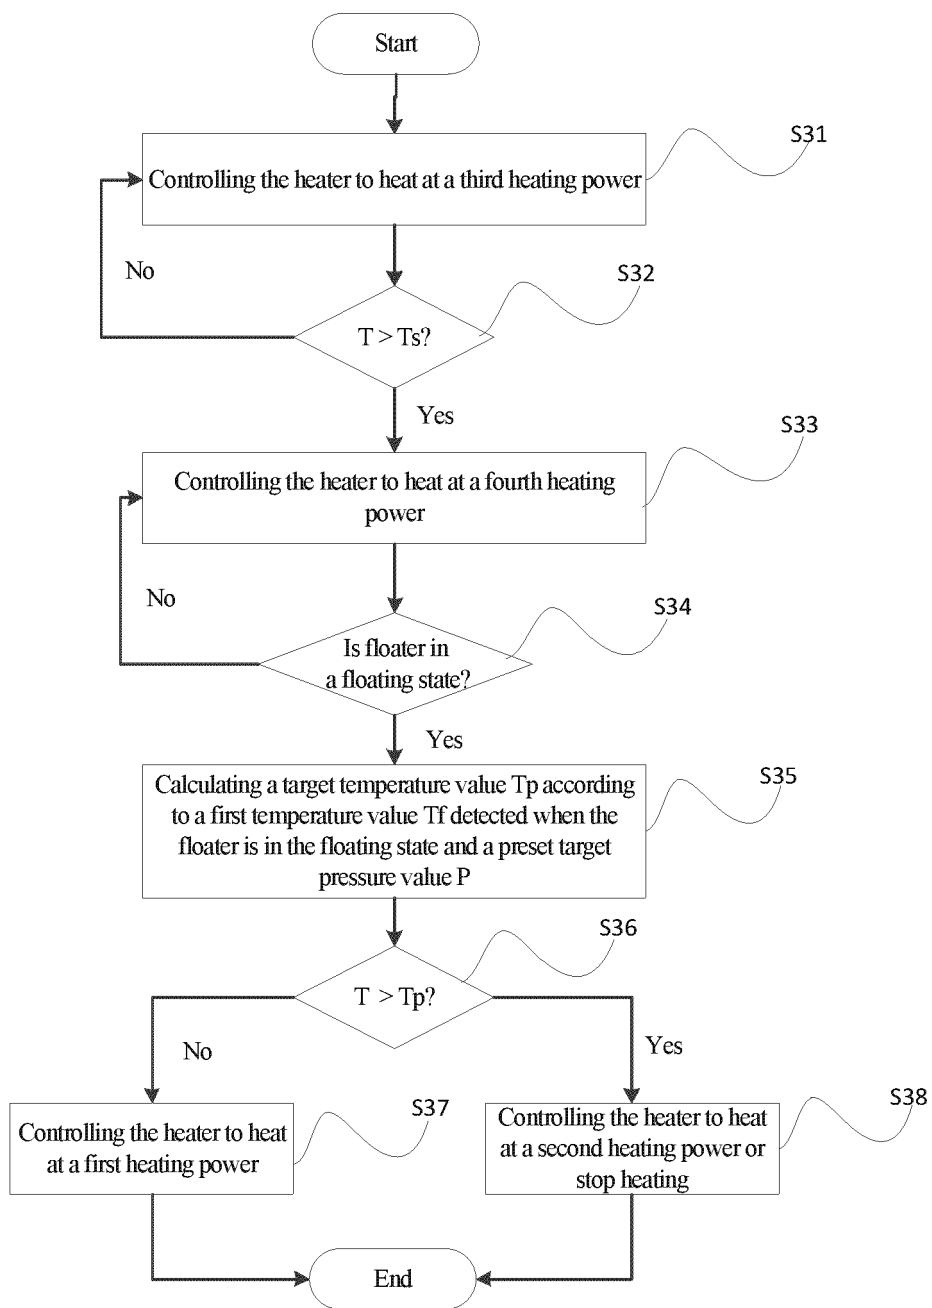 Start
S31
Controlling the heater to heat at a third heating power
No
S32
T > Ts?
Yes
S33
Controlling the heater to heat at a fourth heating
power
No
S34
Is floater in
a floating state?
Yes
S35
Calculating a target temperature value Tp according
to a first temperature value Tf detected when the
floater is in the floating state and a preset target
pressure value P
S36
T > Tp?
No
Yes
S37
Controlling the heater to heat
at a first heating power
S38
Controlling the heater to heat
at a second heating power or
stop heating
End